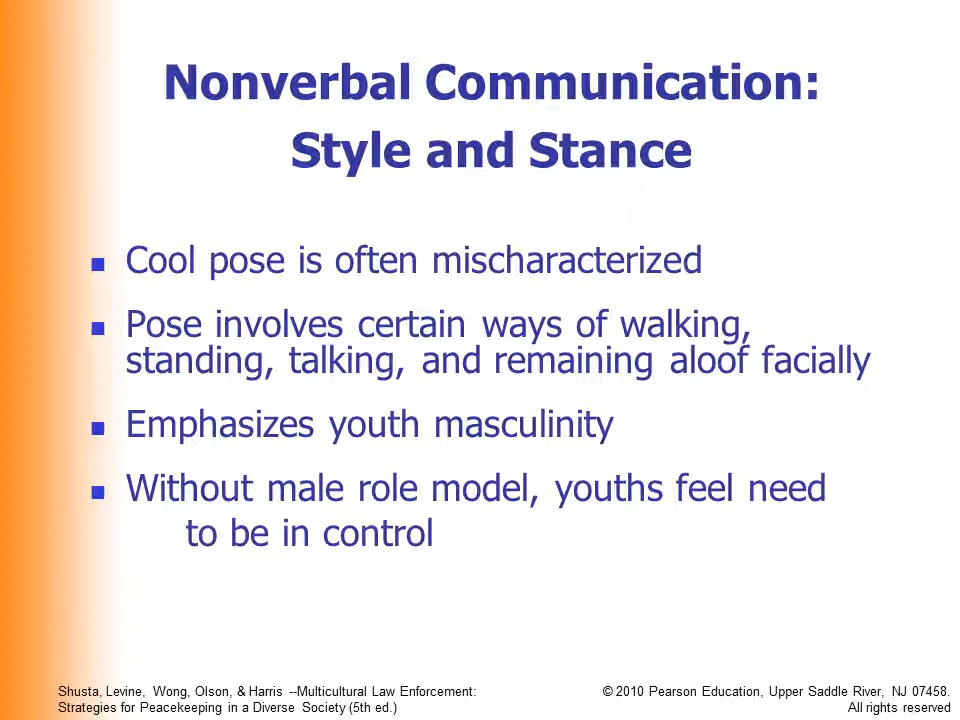 Nonverbal Communication:
Style and Stance
Cool pose is often mischaracterized
Pose involves certain ways of walking,
standing, talking, and remaining aloof facially
Emphasizes youth masculinity
Without male role model, youths feel need
to be in control
Shusta, Levine, Wong, Olson, & Harris --Multicultural Law Enforcement:
Strategies for Peacekeeping in a Diverse Society (5th ed.)
© 2010 Pearson Education, Upper Saddle River, NJ 07458.
All rights reserved